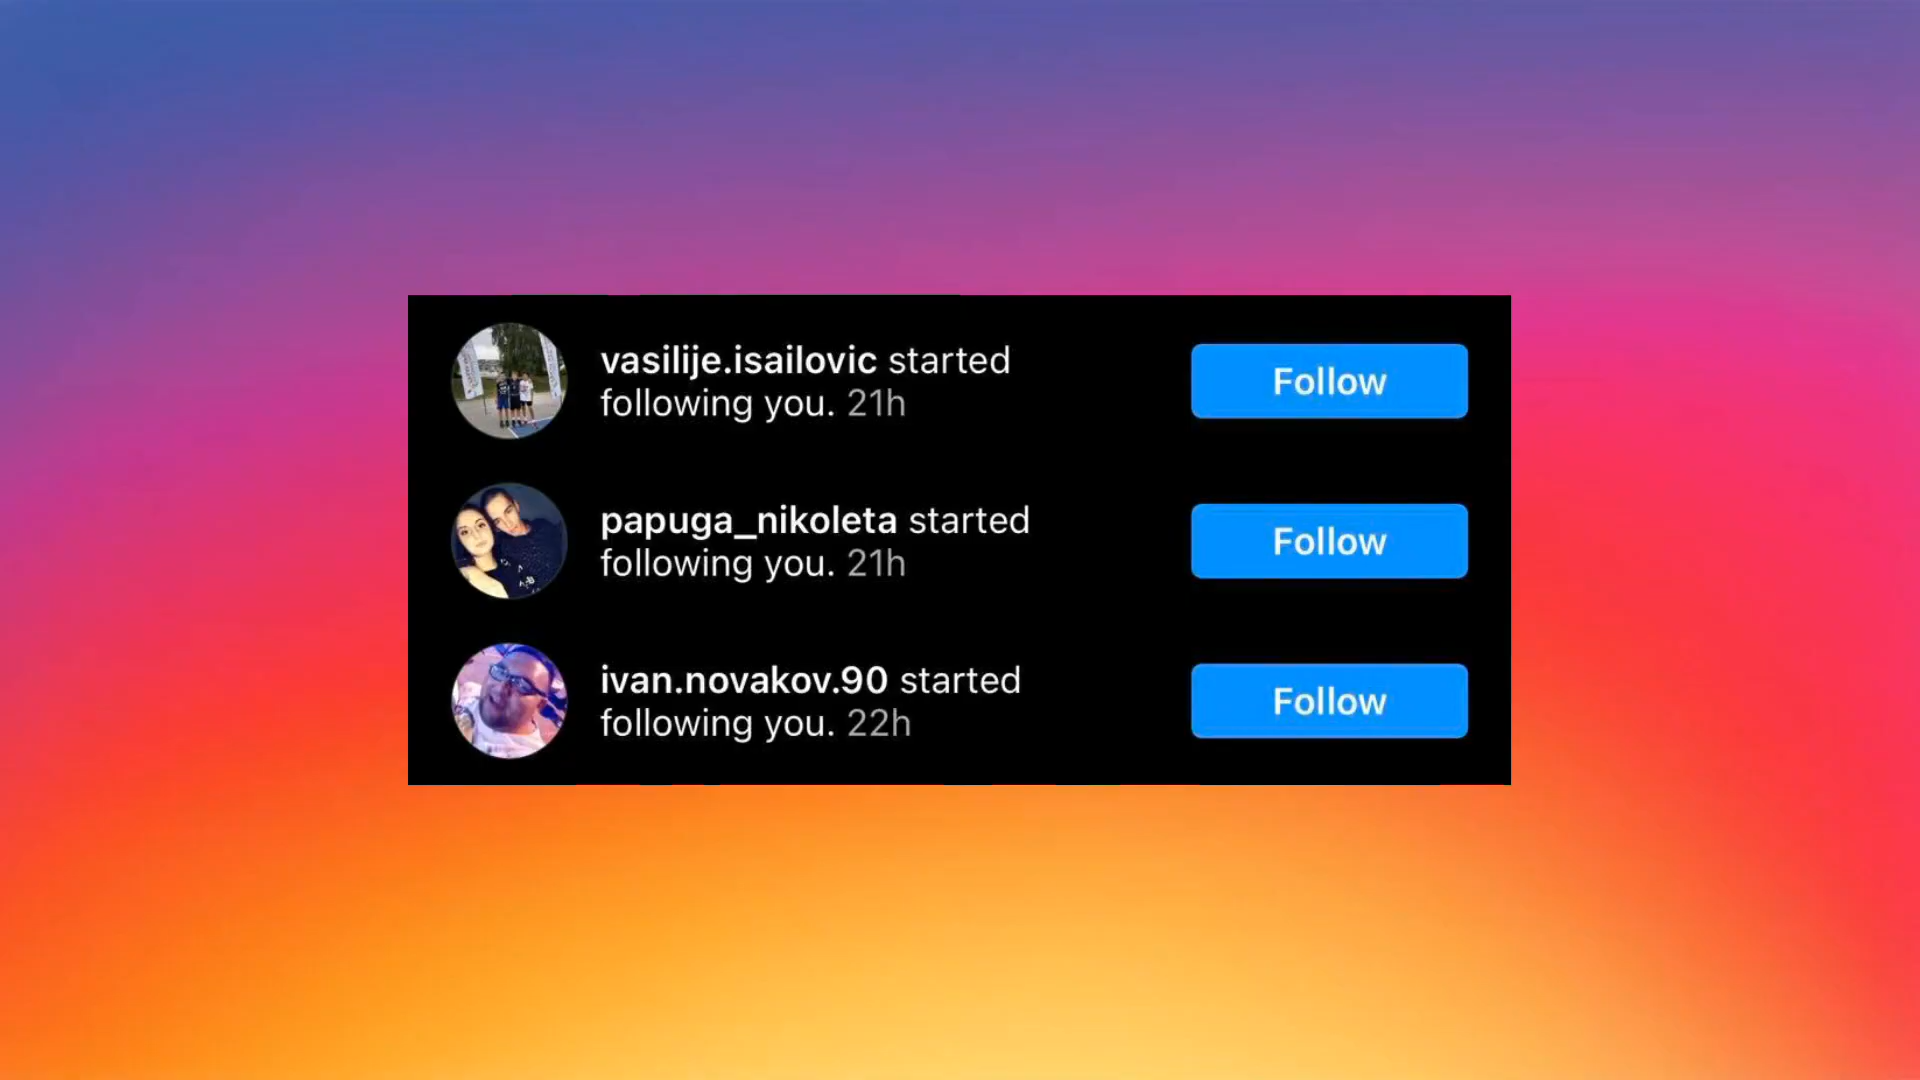 vasilije.isailovic started
following you. 21h
Follow
papuga_nikoleta started
following you. 21h
Follow
ivan.novakov.90 started
following you. 22h
Follow